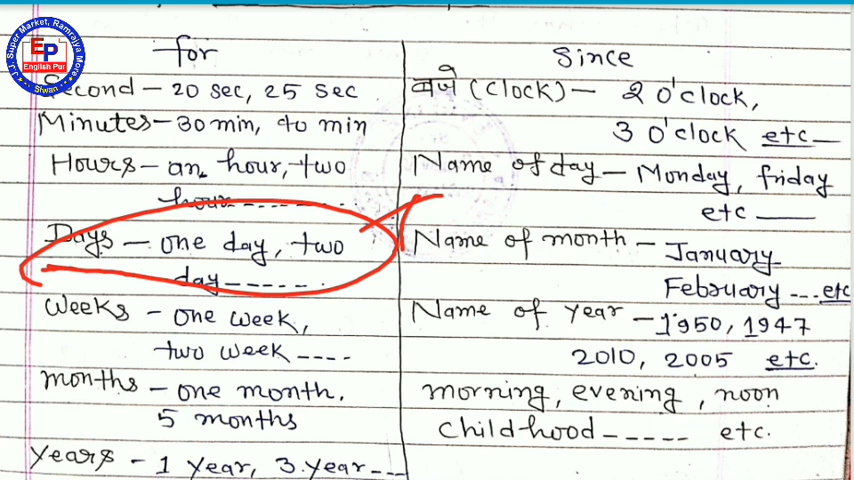 J.J. Super Market, Ramrajya More
EP
English Pur
Siwan
for
Second - 20 sec, 25 sec
Minutes - 30 min, 40 min
Hours - an hour, two
hour --------
Days - one day, two
day -----
Weeks - one week,
two week ----
months - one month.
5 months
Years - 1 year, 3 year ---
Since
बजे (Clock) - 2 o'clock,
3 o'clock etc
Name of day - Monday, friday
etc
Name of month - January
February --- etc
Name of year - 1950, 1947
2010, 2005 etc.
morning, evening, noon
childhood ----- etc.